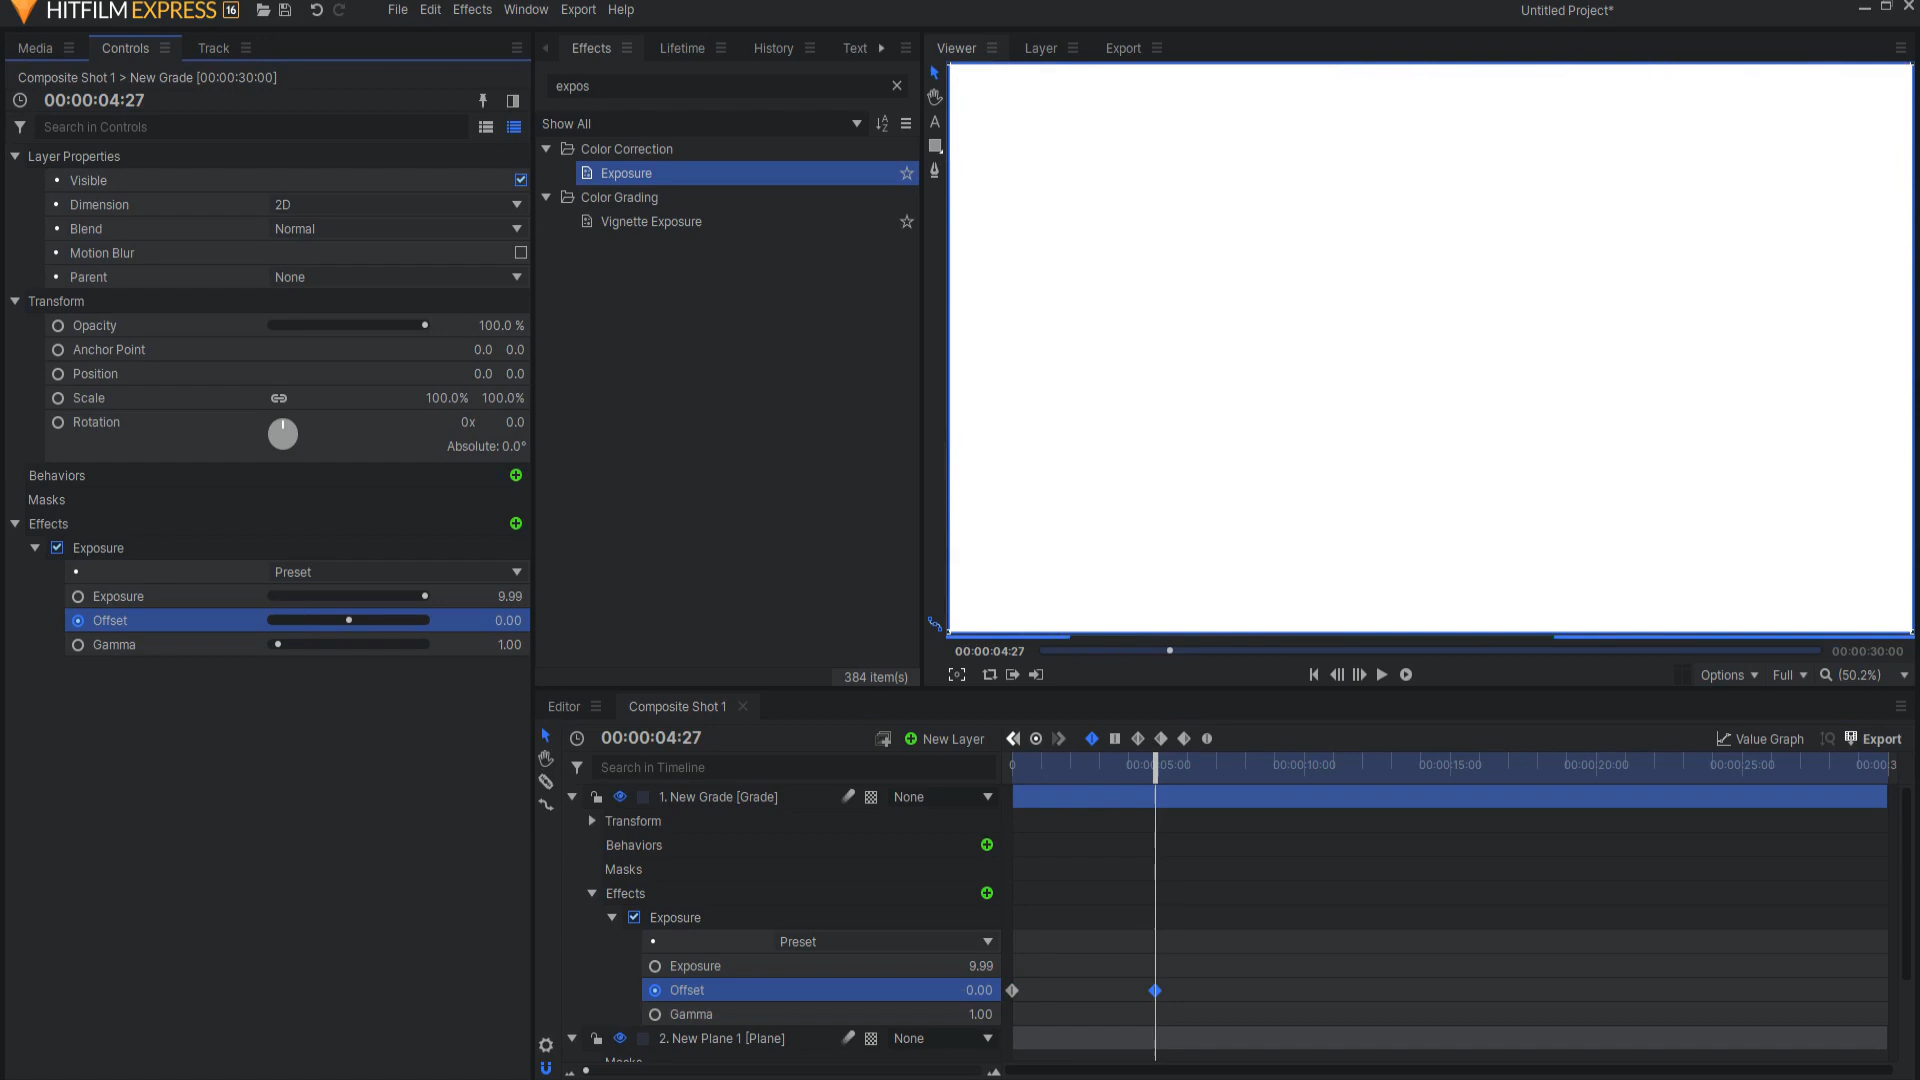 HITFILM EXPRESS 16
File Edit Effects Window Export Help
Untitled Project*
Media
Controls
Track
Composite Shot 1 > New Grade [00:00:30:00]
00:00:04:27
Search in Controls
Layer Properties
Visible
Dimension 2D
Blend Normal
Motion Blur
Parent None
Transform
Opacity 100.0 %
Anchor Point 0.0 0.0
Position 0.0 0.0
Scale 100.0% 100.0%
Rotation 0x 0.0
Absolute: 0.0°
Behaviors
Masks
Effects
Exposure
Preset
Exposure 9.99
Offset 0.00
Gamma 1.00
Effects
Lifetime
History
Text
expos
Show All
Color Correction
Exposure
Color Grading
Vignette Exposure
384 item(s)
Viewer
Layer
Export
A
00:00:04:27
00:00:30:00
Options Full (50.2%)
Editor
Composite Shot 1
00:00:04:27
New Layer
Value Graph
Export
Search in Timeline
0 00:00:05:00 00:00:10:00 00:00:15:00 00:00:20:00 00:00:25:00 00:00:3
1. New Grade [Grade] None
Transform
Behaviors
Masks
Effects
Exposure
Preset
Exposure 9.99
Offset 0.00
Gamma 1.00
2. New Plane 1 [Plane] None
Masks